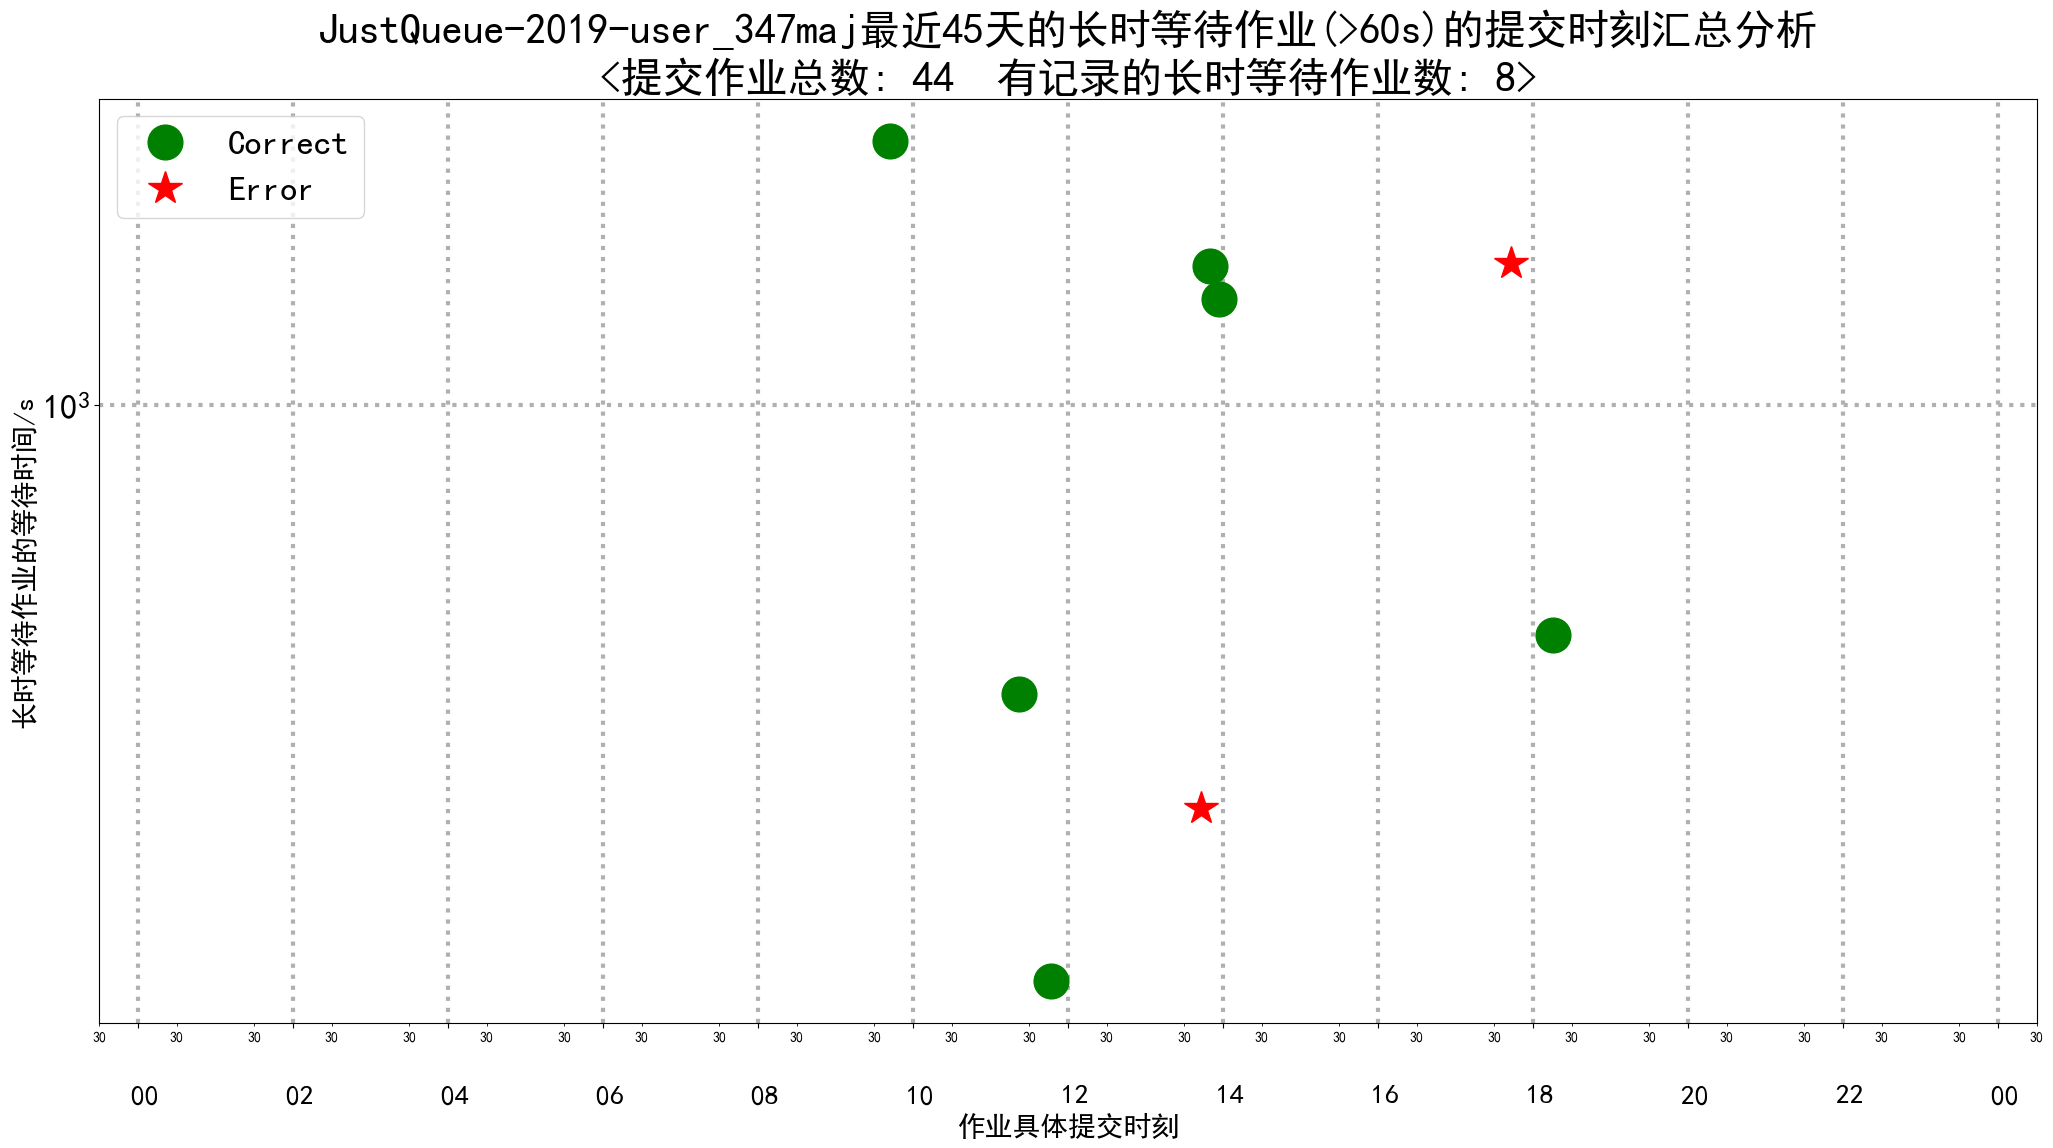 JustQueue-2019-user_347maj最近45天的长时等待作业(>60s)的提交时刻汇总分析
<提交作业总数: 44  有记录的长时等待作业数: 8>
Correct
Error
长时等待作业的等待时间/s
10³
30 30 30 30 30 30 30 30 30 30 30 30 30 30 30 30 30 30 30 30 30 30 30 30 30 30
00 02 04 06 08 10 12 14 16 18 20 22 00
作业具体提交时刻